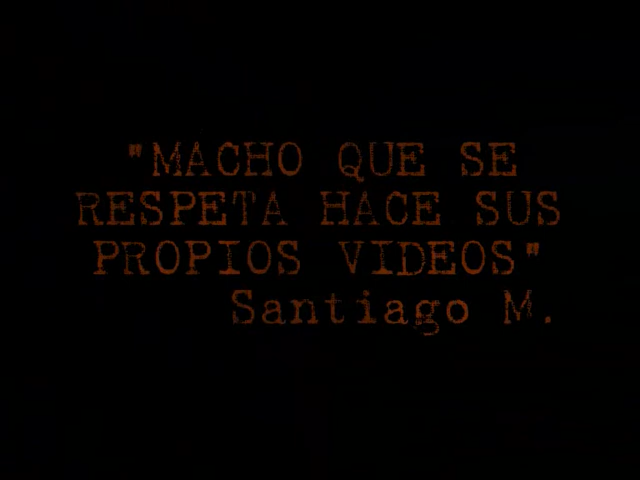 "MACHO QUE SE
RESPETA HACE SUS
PROPIOS VIDEOS"
Santiago M.